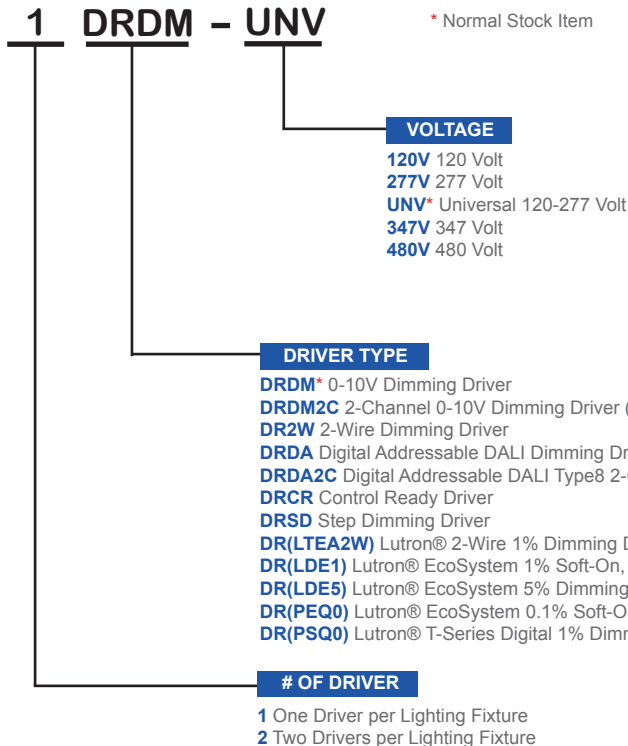 1 DRDM – UNV
* Normal Stock Item
VOLTAGE
120V 120 Volt
277V 277 Volt
UNV* Universal 120-277 Volt
347V 347 Volt
480V 480 Volt
DRIVER TYPE
DRDM* 0-10V Dimming Driver
DRDM2C 2-Channel 0-10V Dimming Driver (
DR2W 2-Wire Dimming Driver
DRDA Digital Addressable DALI Dimming Dr
DRDA2C Digital Addressable DALI Type8 2-
DRCR Control Ready Driver
DRSD Step Dimming Driver
DR(LTEA2W) Lutron® 2-Wire 1% Dimming D
DR(LDE1) Lutron® EcoSystem 1% Soft-On,
DR(LDE5) Lutron® EcoSystem 5% Dimming
DR(PEQ0) Lutron® EcoSystem 0.1% Soft-O
DR(PSQ0) Lutron® T-Series Digital 1% Dimm
# OF DRIVER
1 One Driver per Lighting Fixture
2 Two Drivers per Lighting Fixture